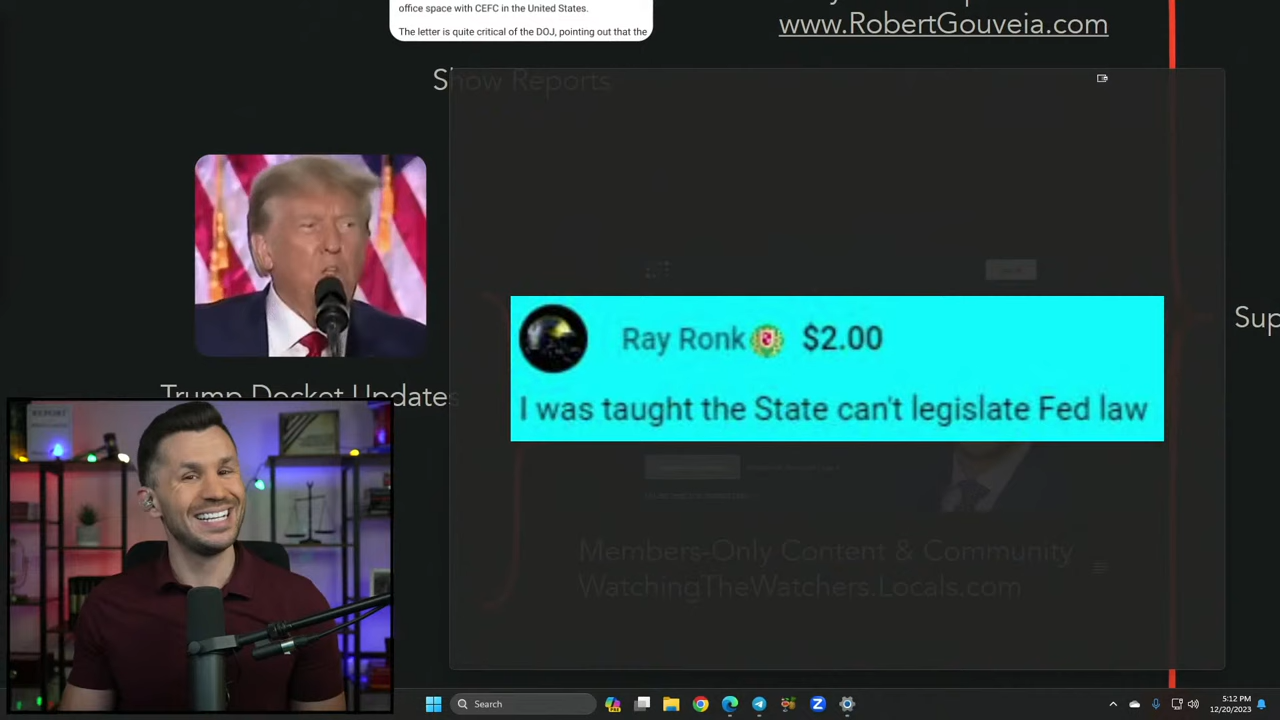 office space with CEFC in the United States.
The letter is quite critical of the DOJ, pointing out that the
www.RobertGouveia.com
Show Reports
Ray Ronk $2.00
I was taught the State can't legislate Fed law
Sup
Trump Docket Updates
Members-Only Content & Community
WatchingTheWatchers.Locals.com
Search
5:12 PM
12/20/2023